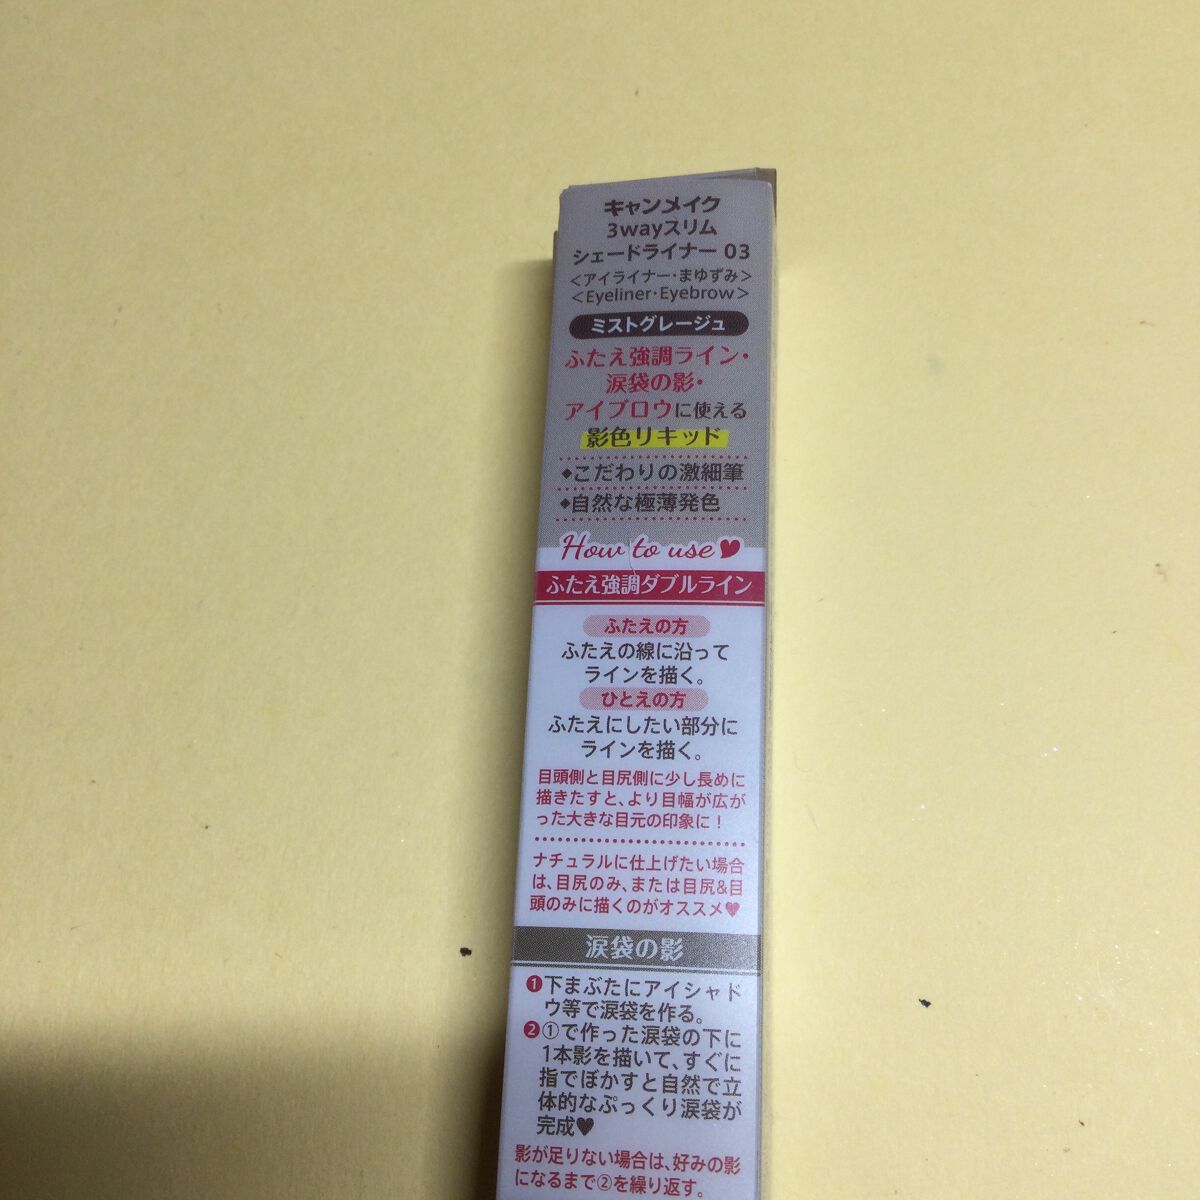 キャンメイク
3wayスリム
シェードライナー 03
<アイライナー・まゆずみ>
<Eyeliner・Eyebrow>
ミストグレージュ
ふたえ強調ライン・
涙袋の影・
アイブロウに使える
影色リキッド
◆こだわりの激細筆
◆自然な極薄発色
How to use♥
ふたえ強調ダブルライン
ふたえの方
ふたえの線に沿って
ラインを描く。
ひとえの方
ふたえにしたい部分に
ラインを描く。
目頭側と目尻側に少し長めに
描きたすと、より目幅が広が
った大きな目元の印象に！
ナチュラルに仕上げたい場合
は、目尻のみ、または目尻&目
頭のみに描くのがオススメ♥
涙袋の影
❶下まぶたにアイシャド
ウ等で涙袋を作る。
❷①で作った涙袋の下に
1本影を描いて、すぐに
指でぼかすと自然で立
体的なぷっくり涙袋が
完成♥
影が足りない場合は、好みの影
になるまで②を繰り返す。